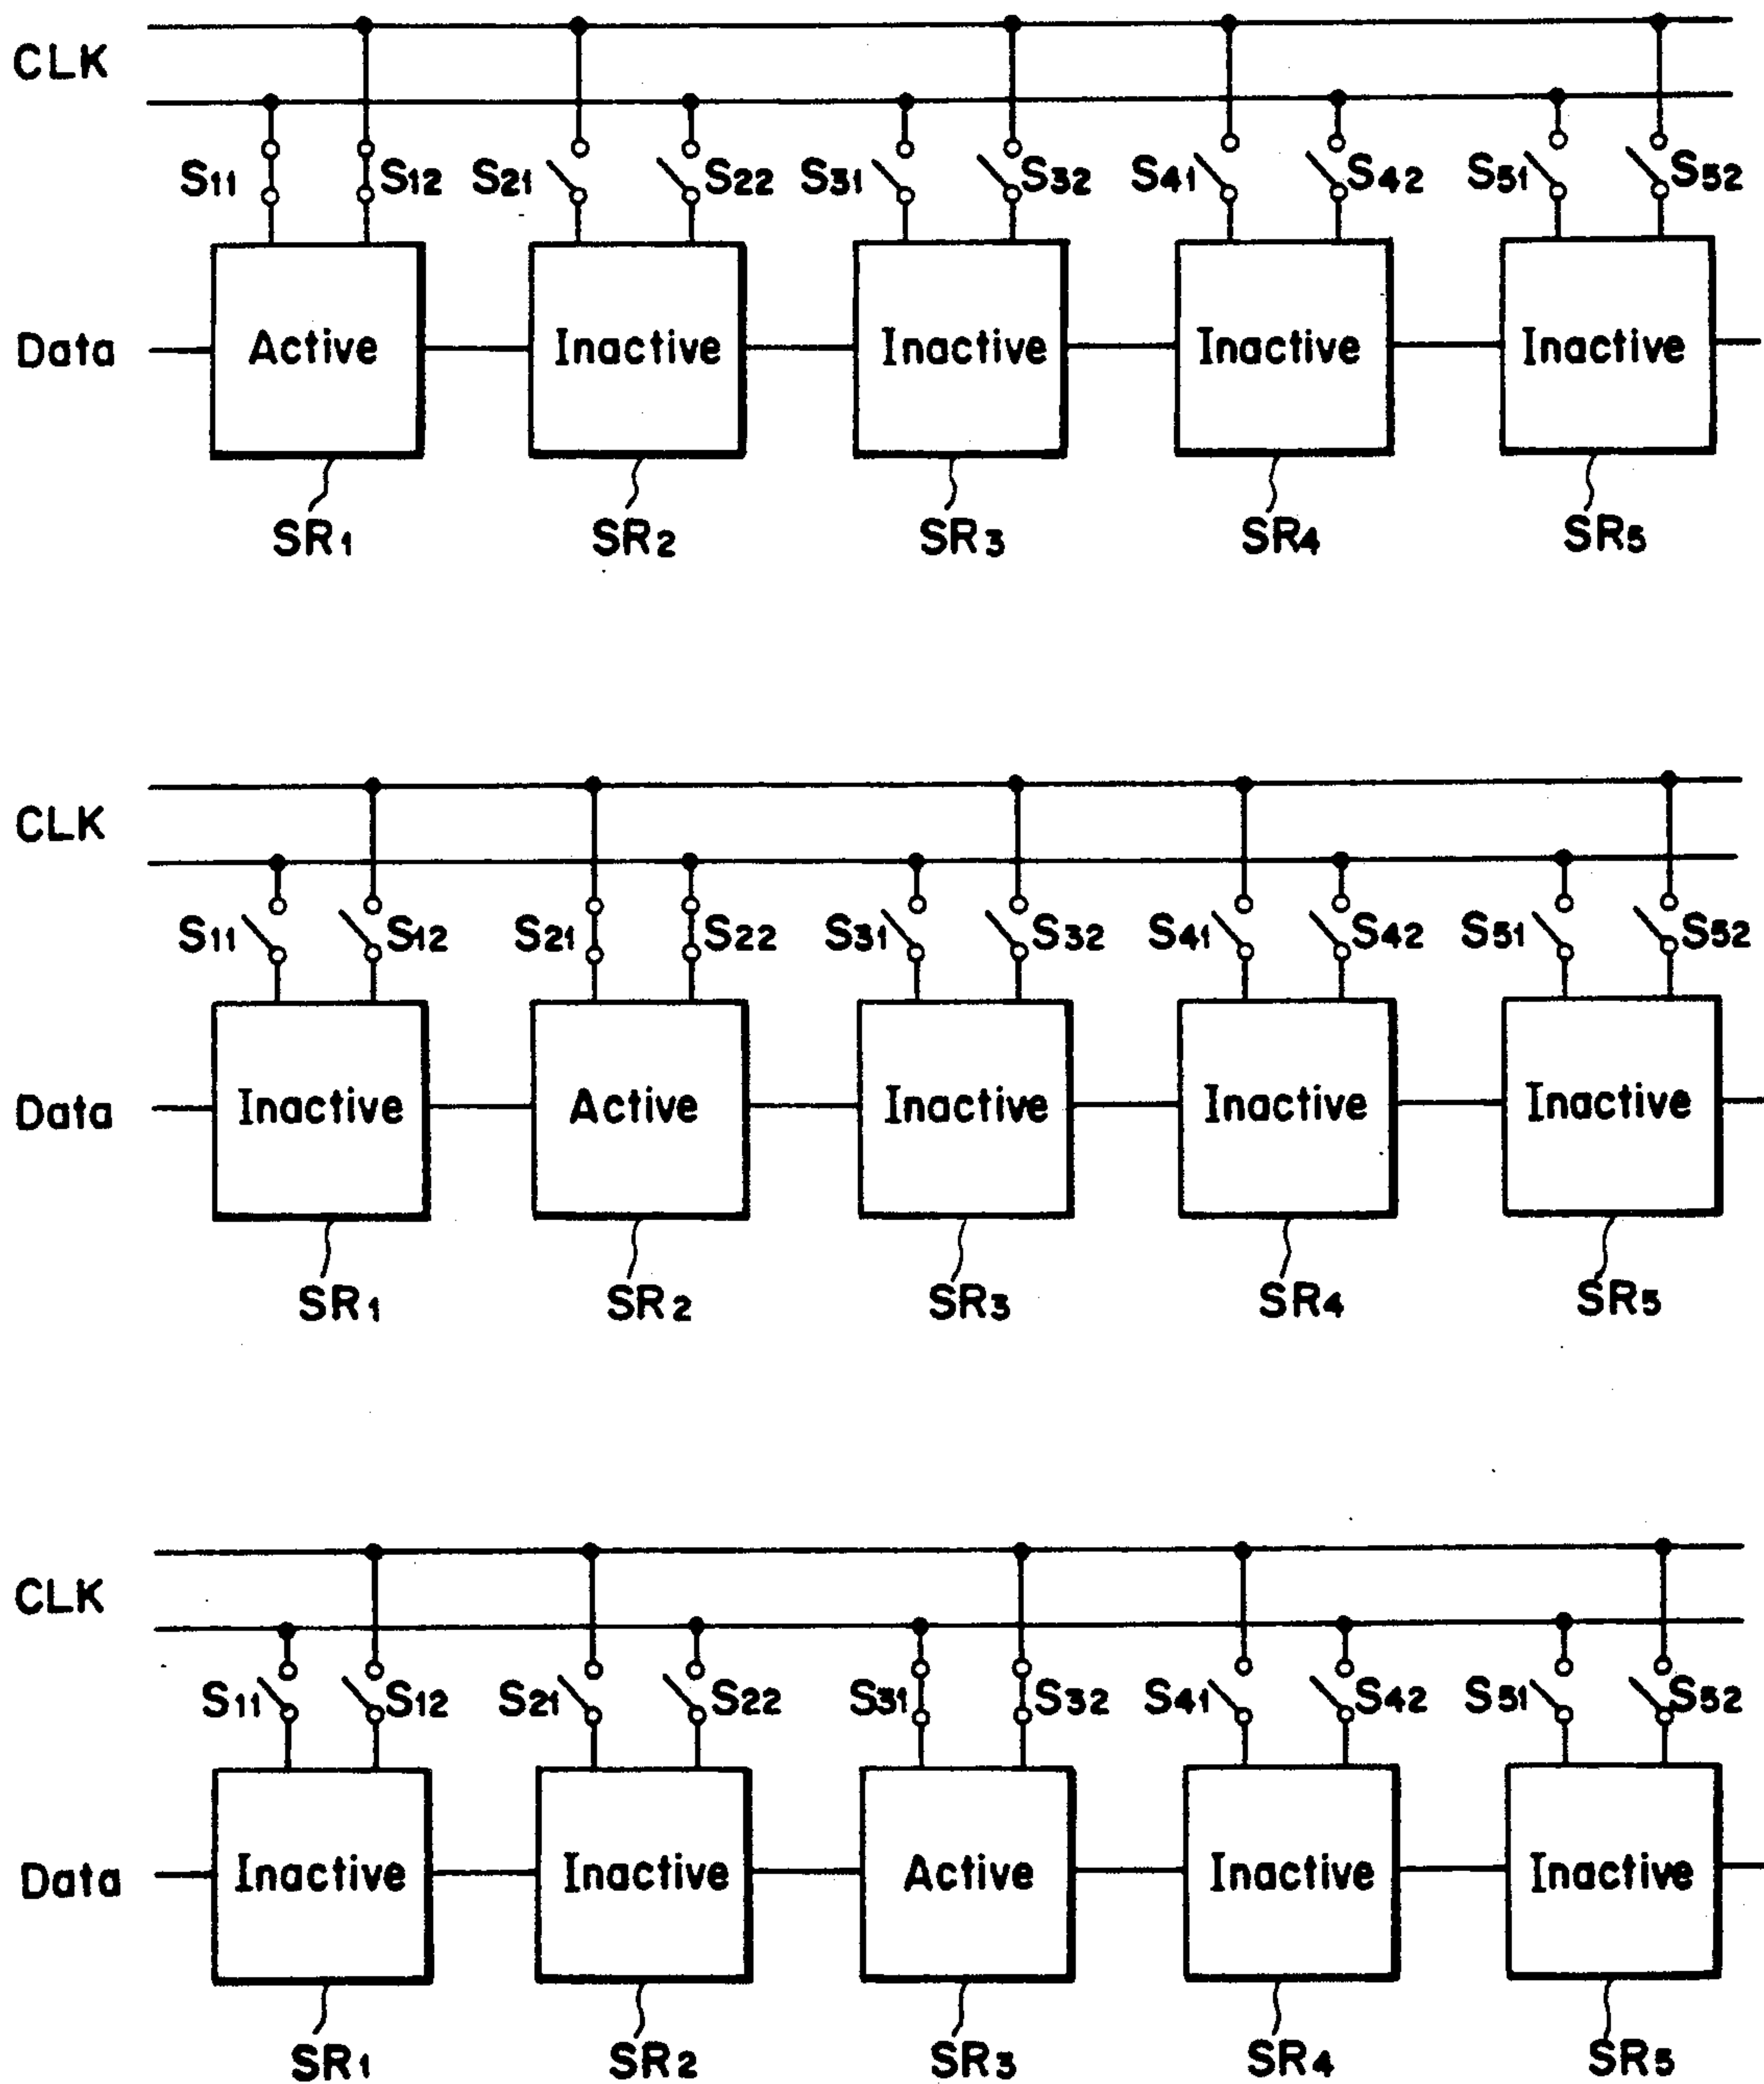 CLK
S11 S12 S21 S22 S31 S32 S41 S42 S51 S52
Data Active Inactive Inactive Inactive Inactive
SR1 SR2 SR3 SR4 SR5
CLK
S11 S12 S21 S22 S31 S32 S41 S42 S51 S52
Data Inactive Active Inactive Inactive Inactive
SR1 SR2 SR3 SR4 SR5
CLK
S11 S12 S21 S22 S31 S32 S41 S42 S51 S52
Data Inactive Inactive Active Inactive Inactive
SR1 SR2 SR3 SR4 SR5